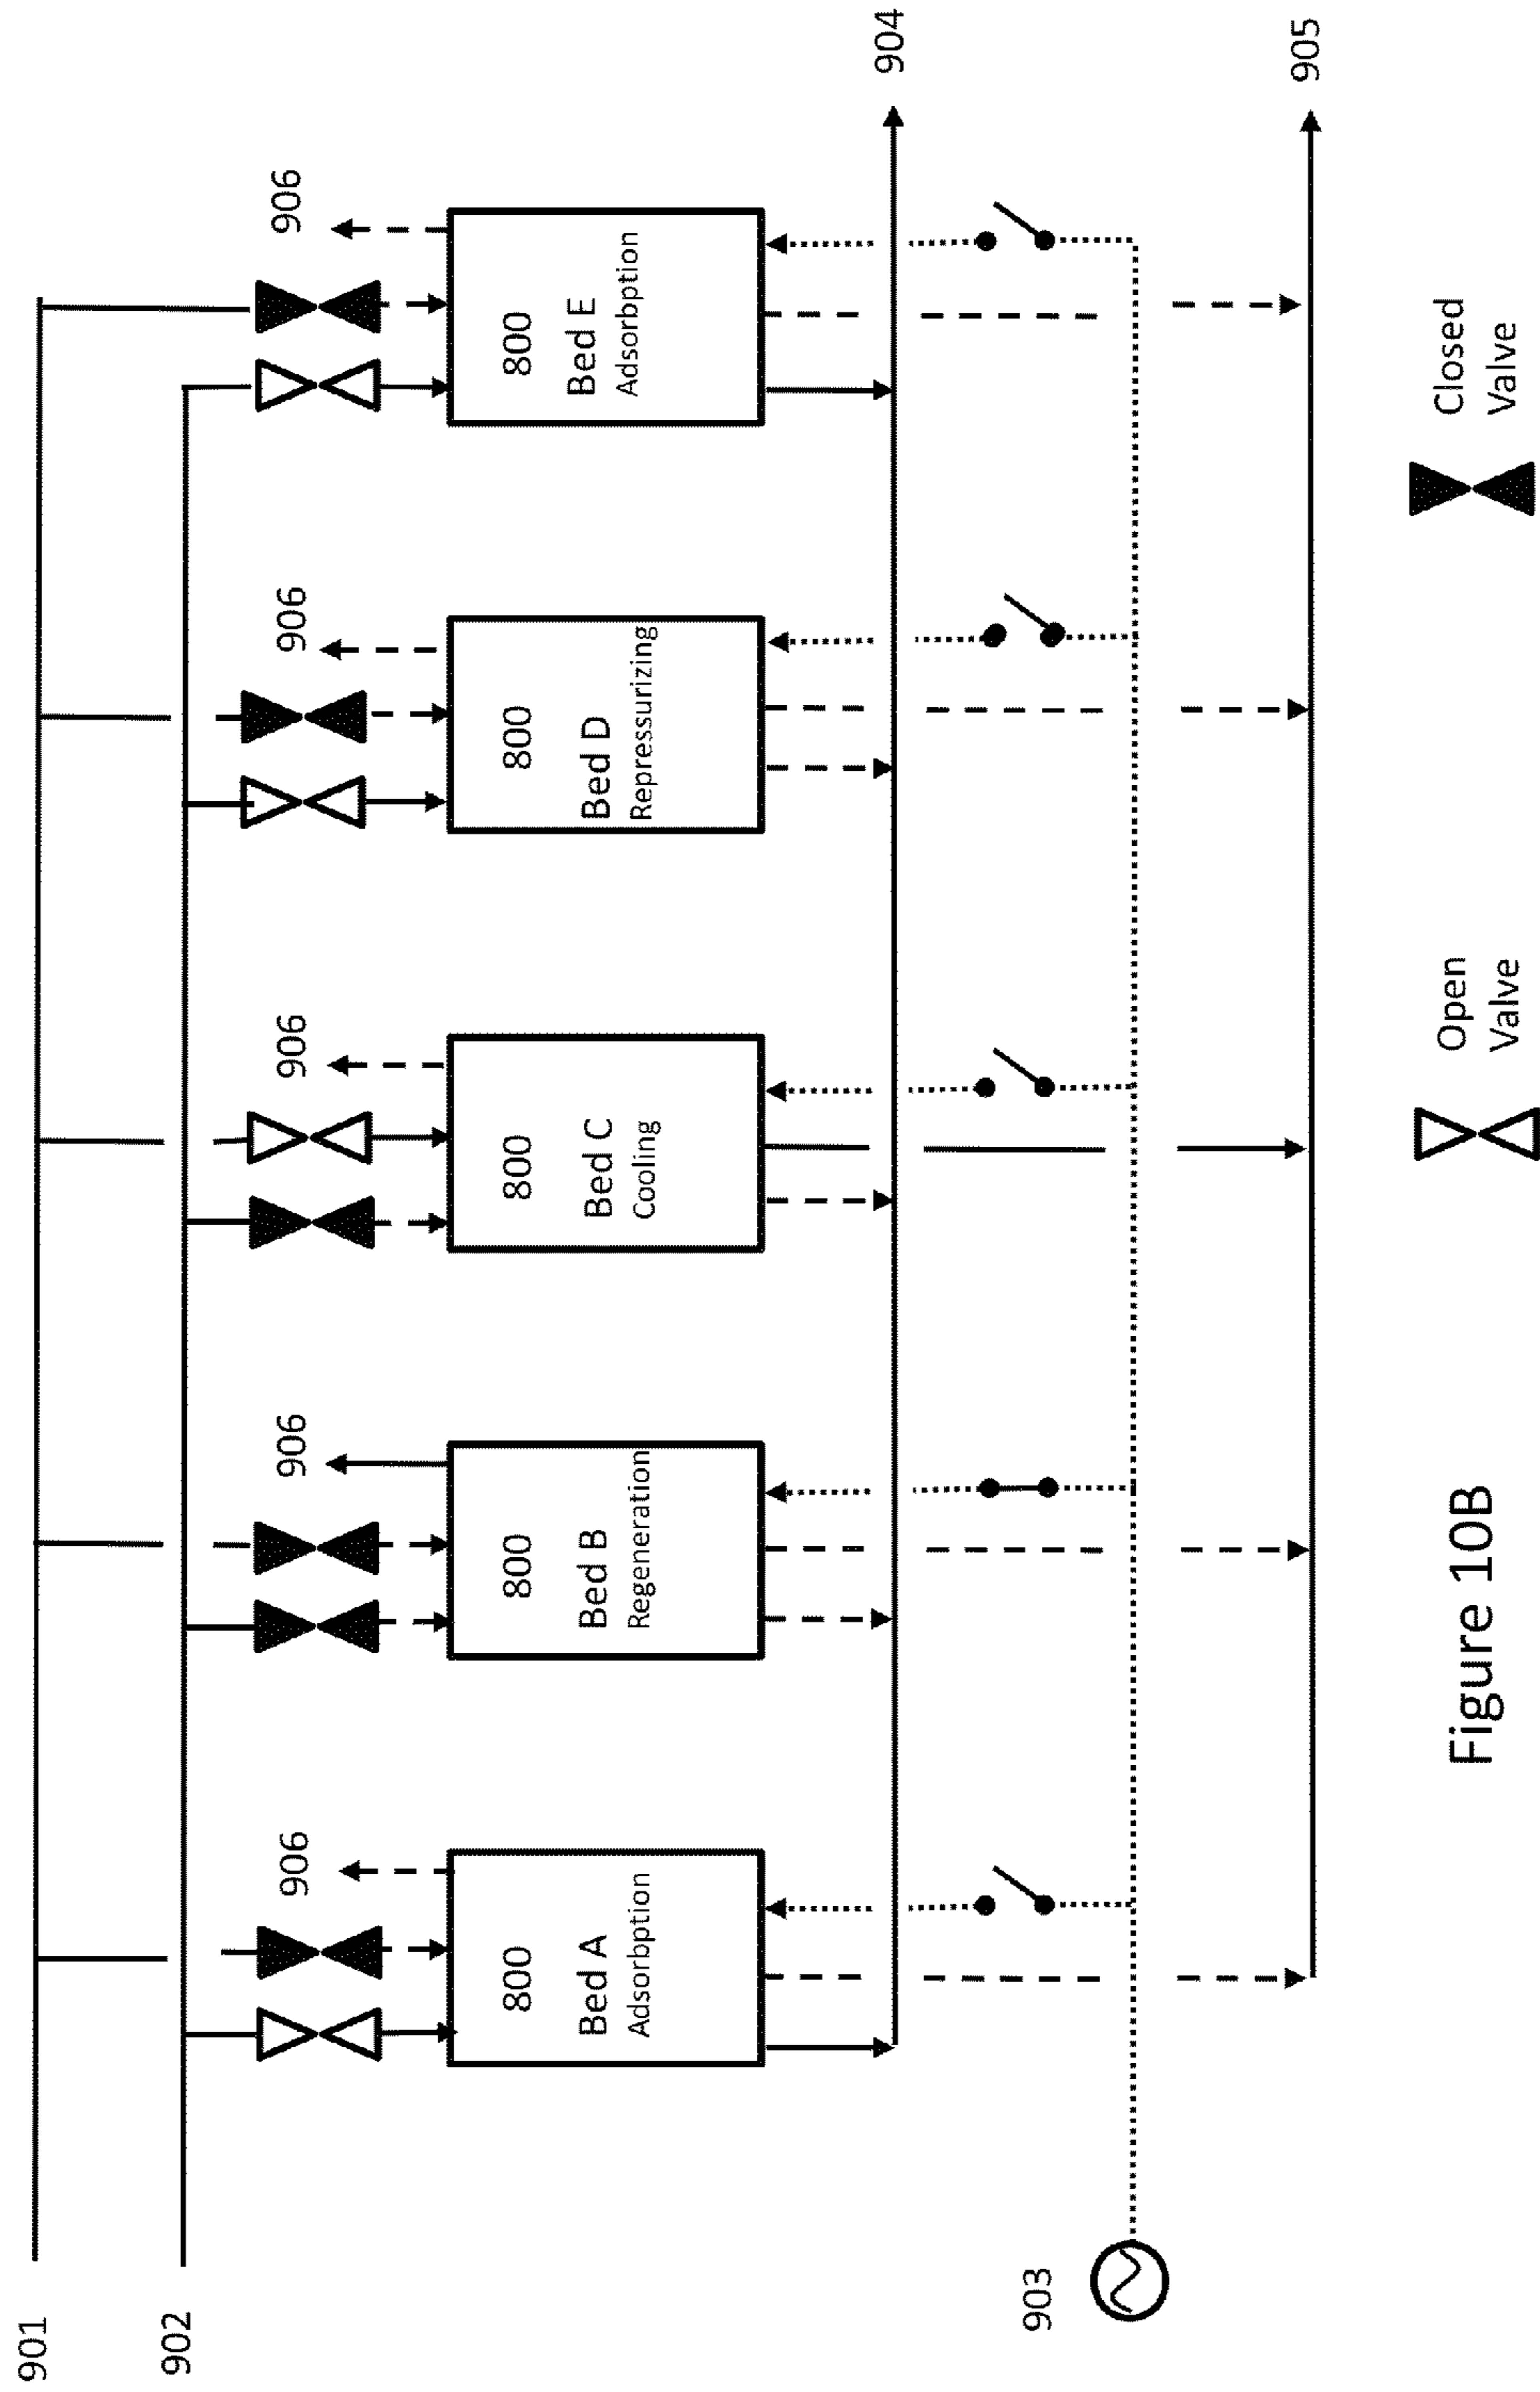 901
902
906
906
906
906
906
800
Bed A
Adsorbption
800
Bed B
Regeneration
800
Bed C
Cooling
800
Bed D
Repressurizing
800
Bed E
Adsorbption
904
903
905
Open
Valve
Closed
Valve
Figure 10B